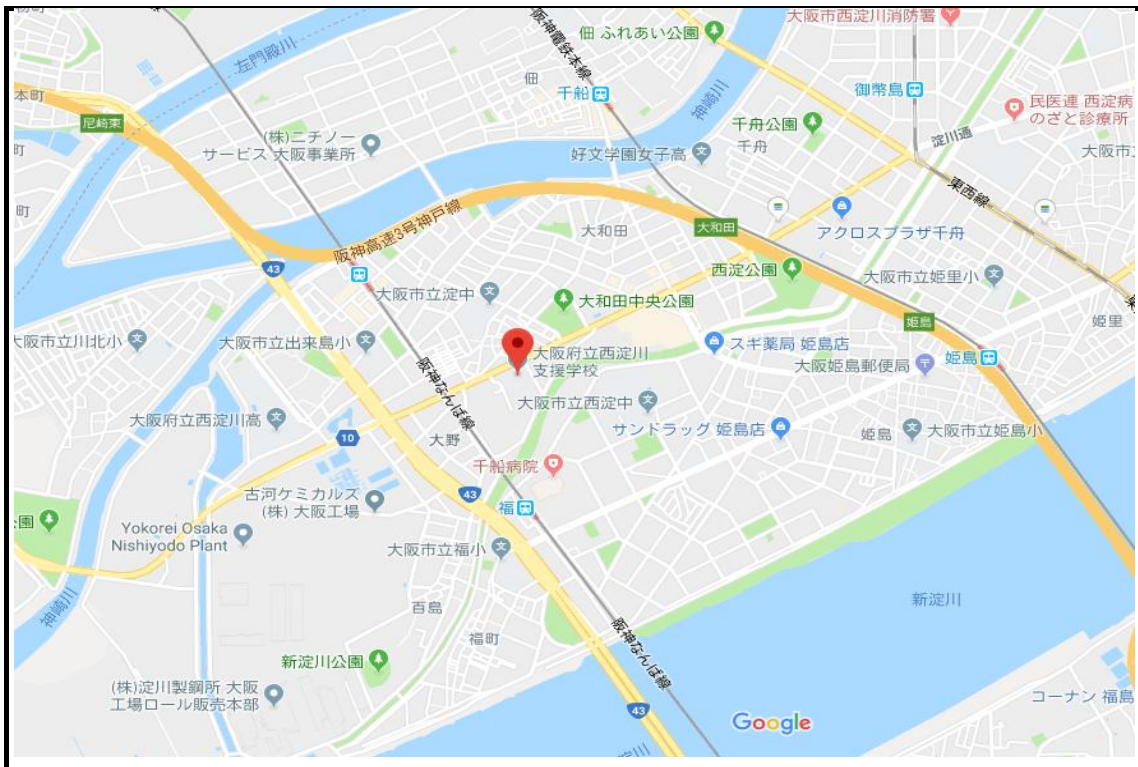 大阪市西淀川消防署
佃 ふれあい公園
阪神電鉄本線
左門殿川
佃
千船
神崎川
御幣島
民医連 西淀病
のざと診療所
本町
尼崎東
(株)ニチノー
サービス 大阪事業所
千舟公園
千舟
淀川通
大阪市
好文学園女子高
東西線
町
町
阪神高速3号神戸線
大和田
大和田
アクロスプラザ千舟
43
西淀公園
大阪市立姫里小
大阪市立淀中
大和田中央公園
姫島
姫里
大阪市立川北小
大阪市立出来島小
スギ薬局 姫島店
大阪府立西淀川
支援学校
大阪姫島郵便局
姫島
阪神なんば線
大阪市立西淀中
大阪府立西淀川高
サンドラッグ 姫島店
姫島
大阪市立姫島小
10
大野
千船病院
43
古河ケミカルズ
(株) 大阪工場
福
公園
Yokorei Osaka
Nishiyodo Plant
大阪市立福小
神崎川
新淀川
百島
福町
阪神なんば線
新淀川公園
(株)淀川製鋼所 大阪
工場ロール販売本部
コーナン 福島
43
Google
新淀川